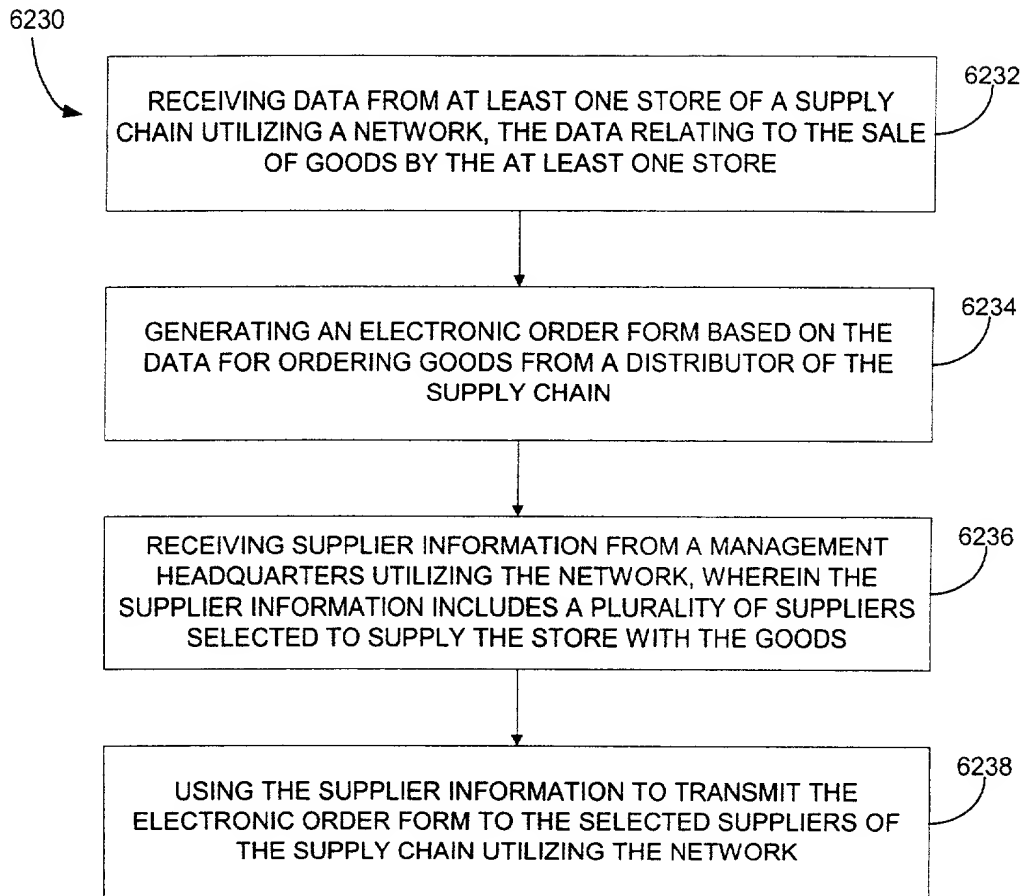 6230
6232
RECEIVING DATA FROM AT LEAST ONE STORE OF A SUPPLY
CHAIN UTILIZING A NETWORK, THE DATA RELATING TO THE SALE
OF GOODS BY THE AT LEAST ONE STORE
6234
GENERATING AN ELECTRONIC ORDER FORM BASED ON THE
DATA FOR ORDERING GOODS FROM A DISTRIBUTOR OF THE
SUPPLY CHAIN
6236
RECEIVING SUPPLIER INFORMATION FROM A MANAGEMENT
HEADQUARTERS UTILIZING THE NETWORK, WHEREIN THE
SUPPLIER INFORMATION INCLUDES A PLURALITY OF SUPPLIERS
SELECTED TO SUPPLY THE STORE WITH THE GOODS
6238
USING THE SUPPLIER INFORMATION TO TRANSMIT THE
ELECTRONIC ORDER FORM TO THE SELECTED SUPPLIERS OF
THE SUPPLY CHAIN UTILIZING THE NETWORK